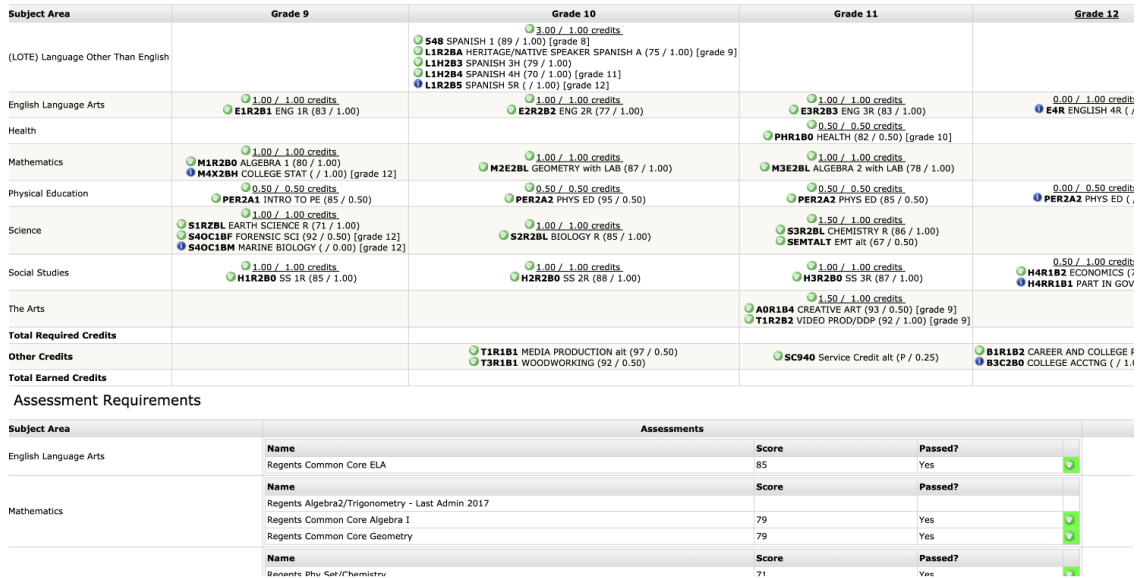 Subject Area Grade 9 Grade 10 Grade 11 Grade 12
(LOTE) Language Other Than English
3.00 / 1.00 credits
548 SPANISH 1 (89 / 1.00) [grade 8]
L1R2BA HERITAGE/NATIVE SPEAKER SPANISH A (75 / 1.00) [grade 9]
L1H2B3 SPANISH 3H (79 / 1.00)
L1H2B4 SPANISH 4H (70 / 1.00) [grade 11]
L1R2B5 SPANISH 5R ( / 1.00) [grade 12]
English Language Arts
1.00 / 1.00 credits
E1R2B1 ENG 1R (83 / 1.00)
1.00 / 1.00 credits
E2R2B2 ENG 2R (77 / 1.00)
1.00 / 1.00 credits
E3R2B3 ENG 3R (83 / 1.00)
0.00 / 1.00 credits
E4R ENGLISH 4R ( /
Health
0.50 / 0.50 credits
PHR1B0 HEALTH (82 / 0.50) [grade 10]
Mathematics
1.00 / 1.00 credits
M1R2B0 ALGEBRA 1 (80 / 1.00)
M4X2BH COLLEGE STAT ( / 1.00) [grade 12]
1.00 / 1.00 credits
M2E2BL GEOMETRY with LAB (87 / 1.00)
1.00 / 1.00 credits
M3E2BL ALGEBRA 2 with LAB (78 / 1.00)
Physical Education
0.50 / 0.50 credits
PER2A1 INTRO TO PE (85 / 0.50)
0.50 / 0.50 credits
PER2A2 PHYS ED (95 / 0.50)
0.50 / 0.50 credits
PER2A2 PHYS ED (85 / 0.50)
0.00 / 0.50 credits
PER2A2 PHYS ED ( /
Science
1.00 / 1.00 credits
S1RZBL EARTH SCIENCE R (71 / 1.00)
S4OC1BF FORENSIC SCI (92 / 0.50) [grade 12]
S4OC1BM MARINE BIOLOGY ( / 0.00) [grade 12]
1.00 / 1.00 credits
S2R2BL BIOLOGY R (85 / 1.00)
1.50 / 1.00 credits
S3R2BL CHEMISTRY R (86 / 1.00)
SEMTALT EMT alt (67 / 0.50)
Social Studies
1.00 / 1.00 credits
H1R2B0 SS 1R (85 / 1.00)
1.00 / 1.00 credits
H2R2B0 SS 2R (88 / 1.00)
1.00 / 1.00 credits
H3R2B0 SS 3R (87 / 1.00)
0.50 / 1.00 credits
H4R1B2 ECONOMICS (7
H4RR1B1 PART IN GOV
The Arts
1.50 / 1.00 credits
A0R1B4 CREATIVE ART (93 / 0.50) [grade 9]
T1R2B2 VIDEO PROD/DDP (92 / 1.00) [grade 9]
Total Required Credits
Other Credits
T1R1B1 MEDIA PRODUCTION alt (97 / 0.50)
T3R1B1 WOODWORKING (92 / 0.50)
SC940 Service Credit alt (P / 0.25)
B1R1B2 CAREER AND COLLEGE
B3C2B0 COLLEGE ACCTNG ( / 1.0
Total Earned Credits
Assessment Requirements
Subject Area Assessments
English Language Arts
Name Score Passed?
Regents Common Core ELA 85 Yes
Mathematics
Name Score Passed?
Regents Algebra2/Trigonometry - Last Admin 2017
Regents Common Core Algebra I 79 Yes
Regents Common Core Geometry 79 Yes
Name Score Passed?
Regents Phy Set/Chemistry 71 Yes